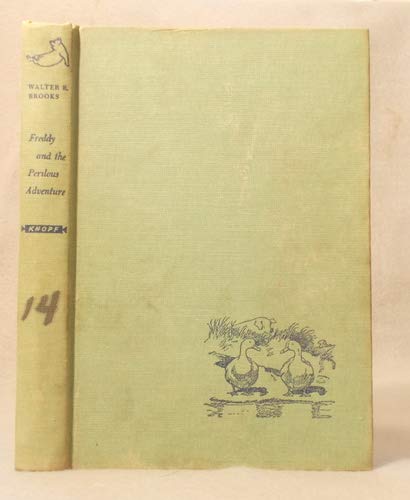 WALTER R.
BROOKS
Freddy
and the
Perilous
Adventure
KNOPF
14